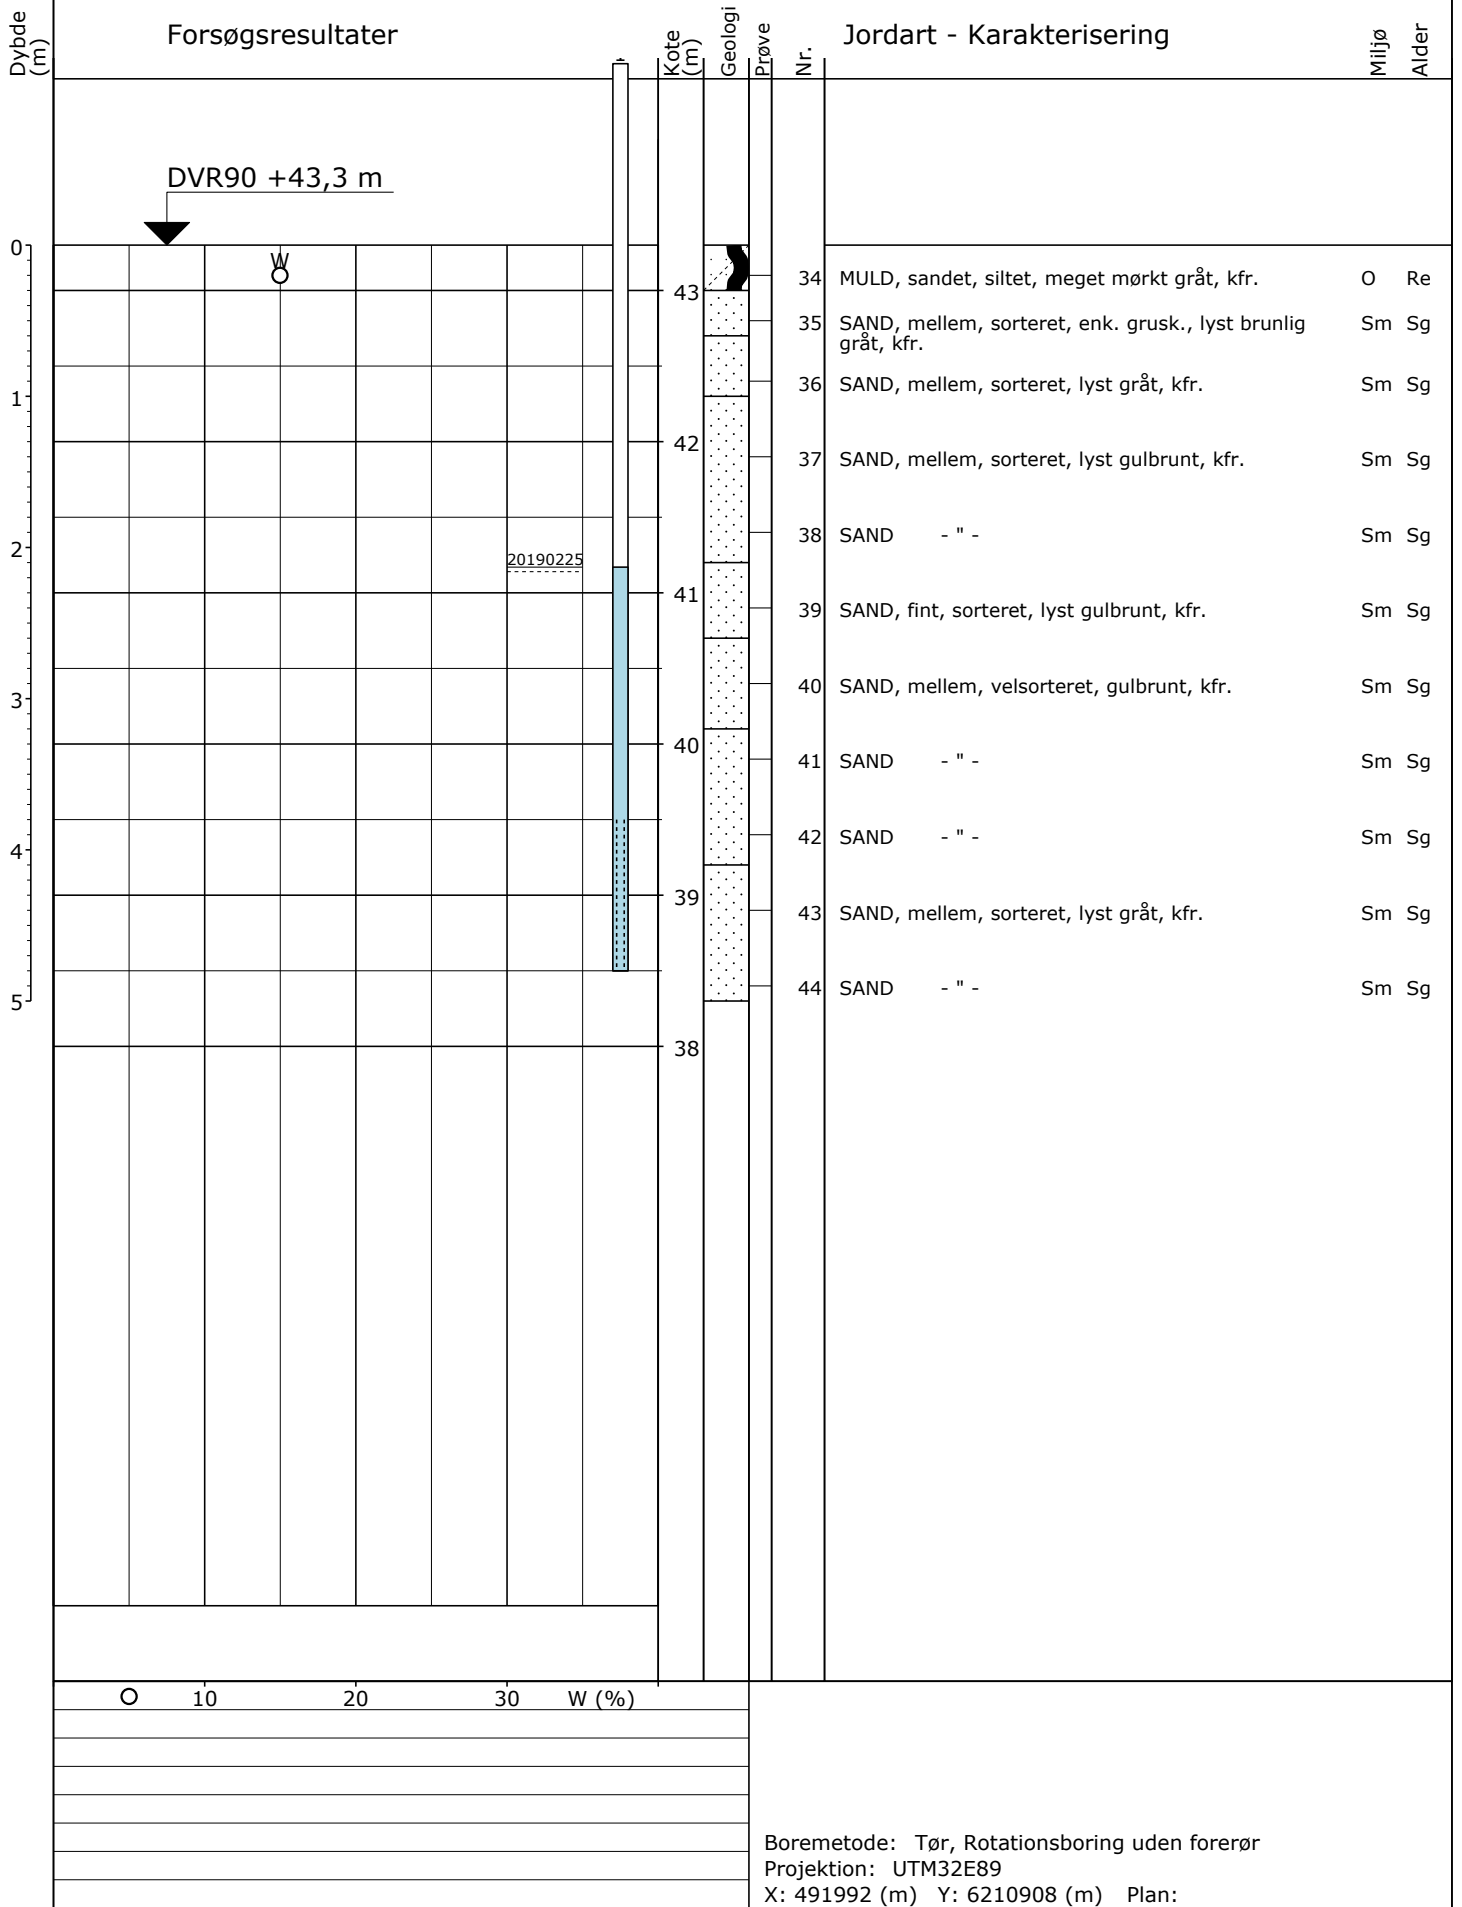 Dybde (m)
Forsøgsresultater
Kote (m)
Geologi
Prøve
Nr.
Jordart - Karakterisering
Miljø
Alder
DVR90 +43,3 m
0
W
34 MULD, sandet, siltet, meget mørkt gråt, kfr. O Re
43
35 SAND, mellem, sorteret, enk. grusk., lyst brunlig Sm Sg
gråt, kfr.
36 SAND, mellem, sorteret, lyst gråt, kfr. Sm Sg
1
42
37 SAND, mellem, sorteret, lyst gulbrunt, kfr. Sm Sg
38 SAND - " - Sm Sg
2
20190225
41
39 SAND, fint, sorteret, lyst gulbrunt, kfr. Sm Sg
40 SAND, mellem, velsorteret, gulbrunt, kfr. Sm Sg
3
40
41 SAND - " - Sm Sg
42 SAND - " - Sm Sg
4
39
43 SAND, mellem, sorteret, lyst gråt, kfr. Sm Sg
44 SAND - " - Sm Sg
5
38
10 20 30 W (%)
Boremetode: Tør, Rotationsboring uden forerør
Projektion: UTM32E89
X: 491992 (m) Y: 6210908 (m) Plan: